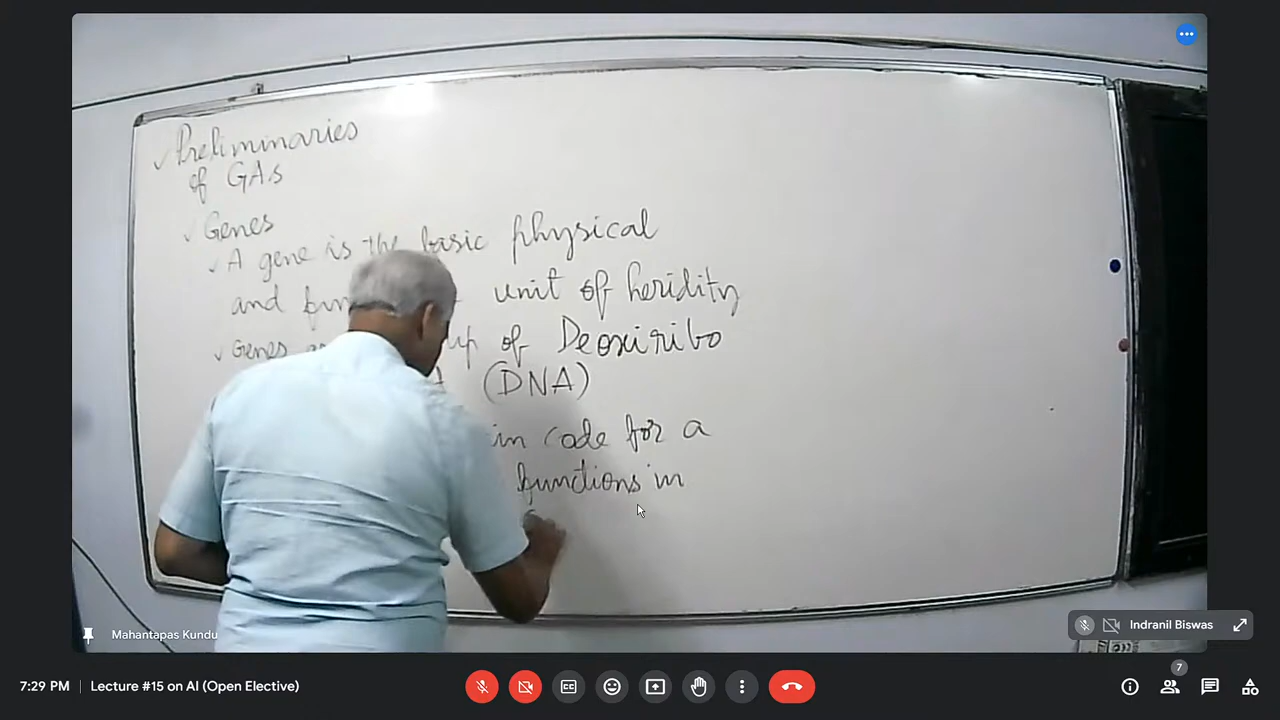 Preliminaries
of GAs
Genes
A gene is the basic physical
and unit of heridity
Genes up of Deoxiribo
(DNA)
in code for a
functions in
Mahantapas Kundu
Indranil Biswas
7:29 PM | Lecture #15 on AI (Open Elective)
7